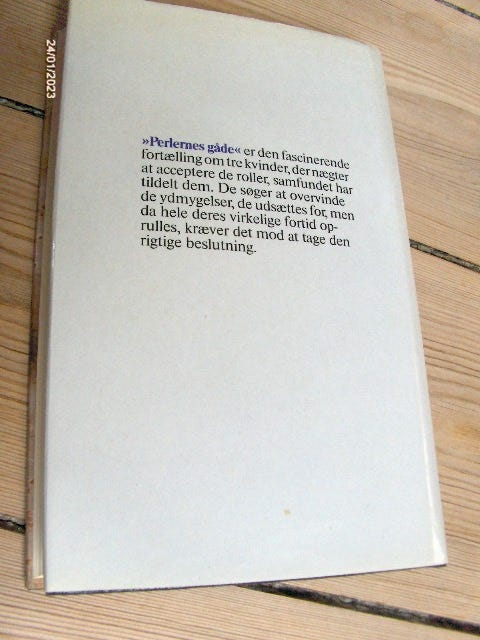 24/01/2023
»Perlernes gåde« er den fascinerende
fortælling om tre kvinder, der nægter
at acceptere de roller, samfundet har
tildelt dem. De søger at overvinde
de ydmygelser, de udsættes for, men
da hele deres virkelige fortid op-
rulles, kræver det mod at tage den
rigtige beslutning.